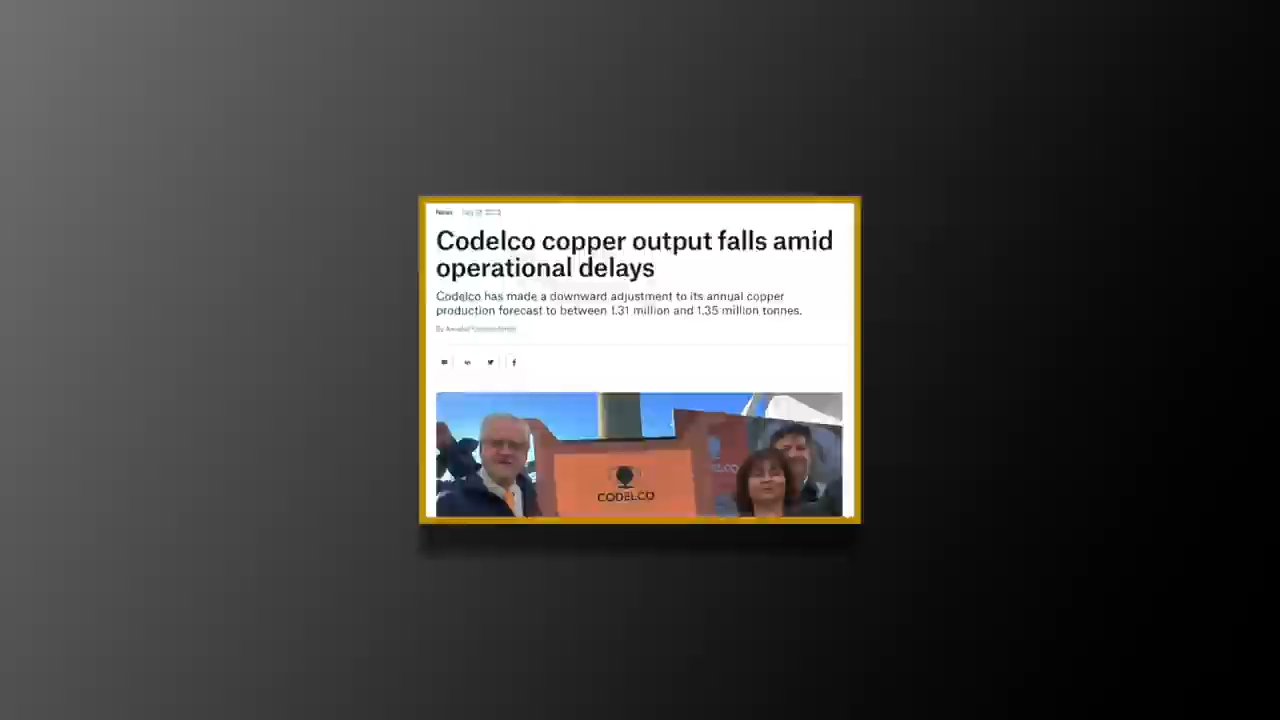 News
Codelco copper output falls amid
operational delays
Codelco has made a downward adjustment to its annual copper
production forecast to between 1.31 million and 1.35 million tonnes.
By
CODELCO